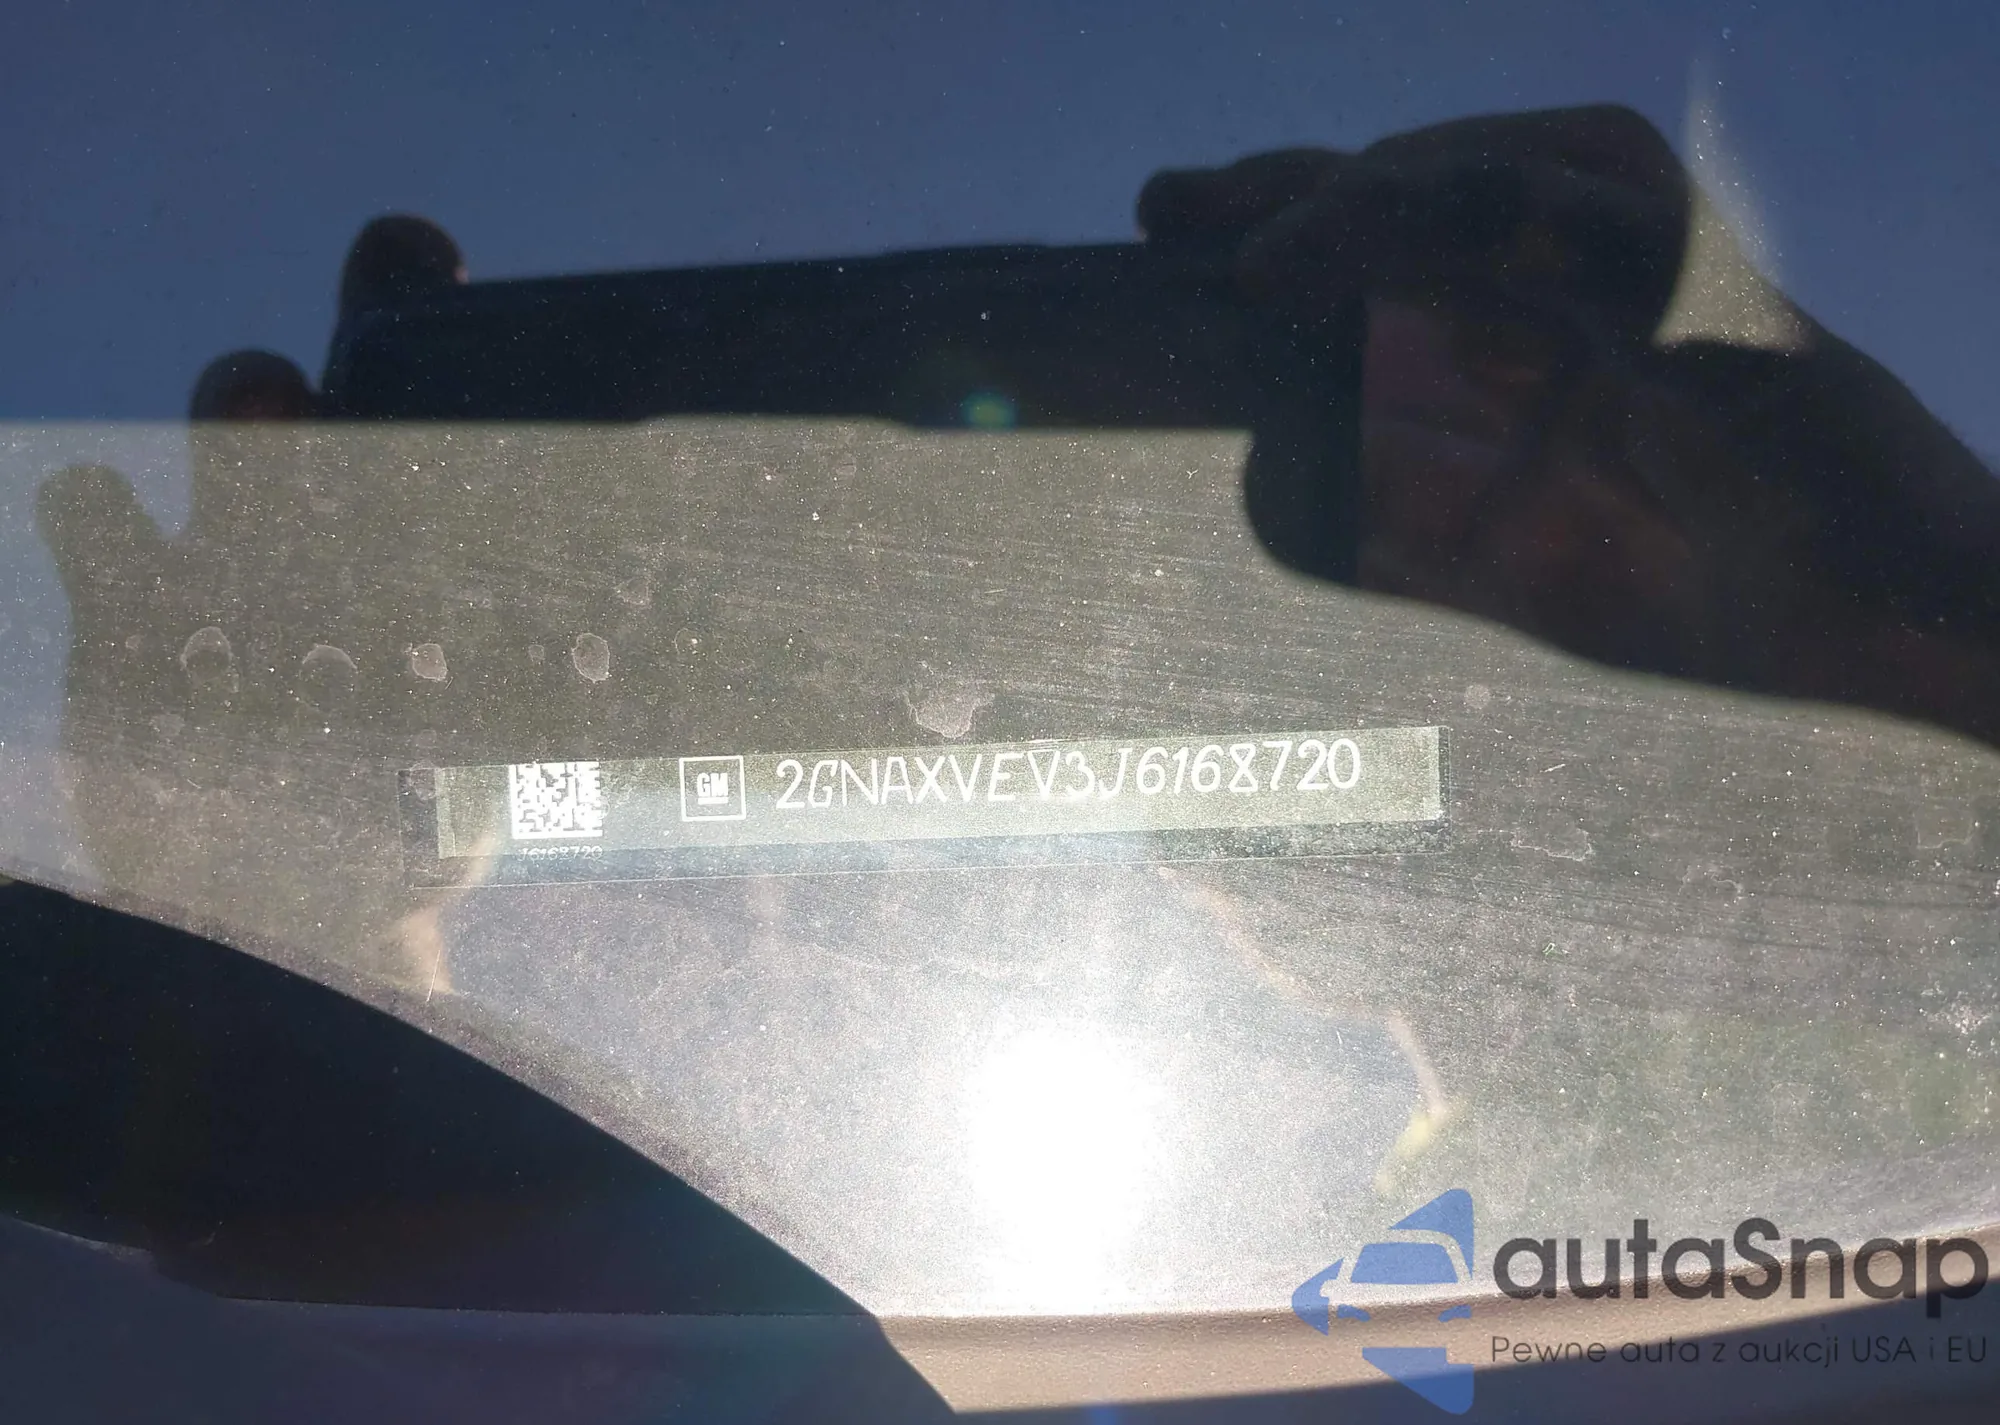 GM 2GNAXVEV3J6168720
J6168720
autaSnap
Pewne auta z aukcji USA i EU